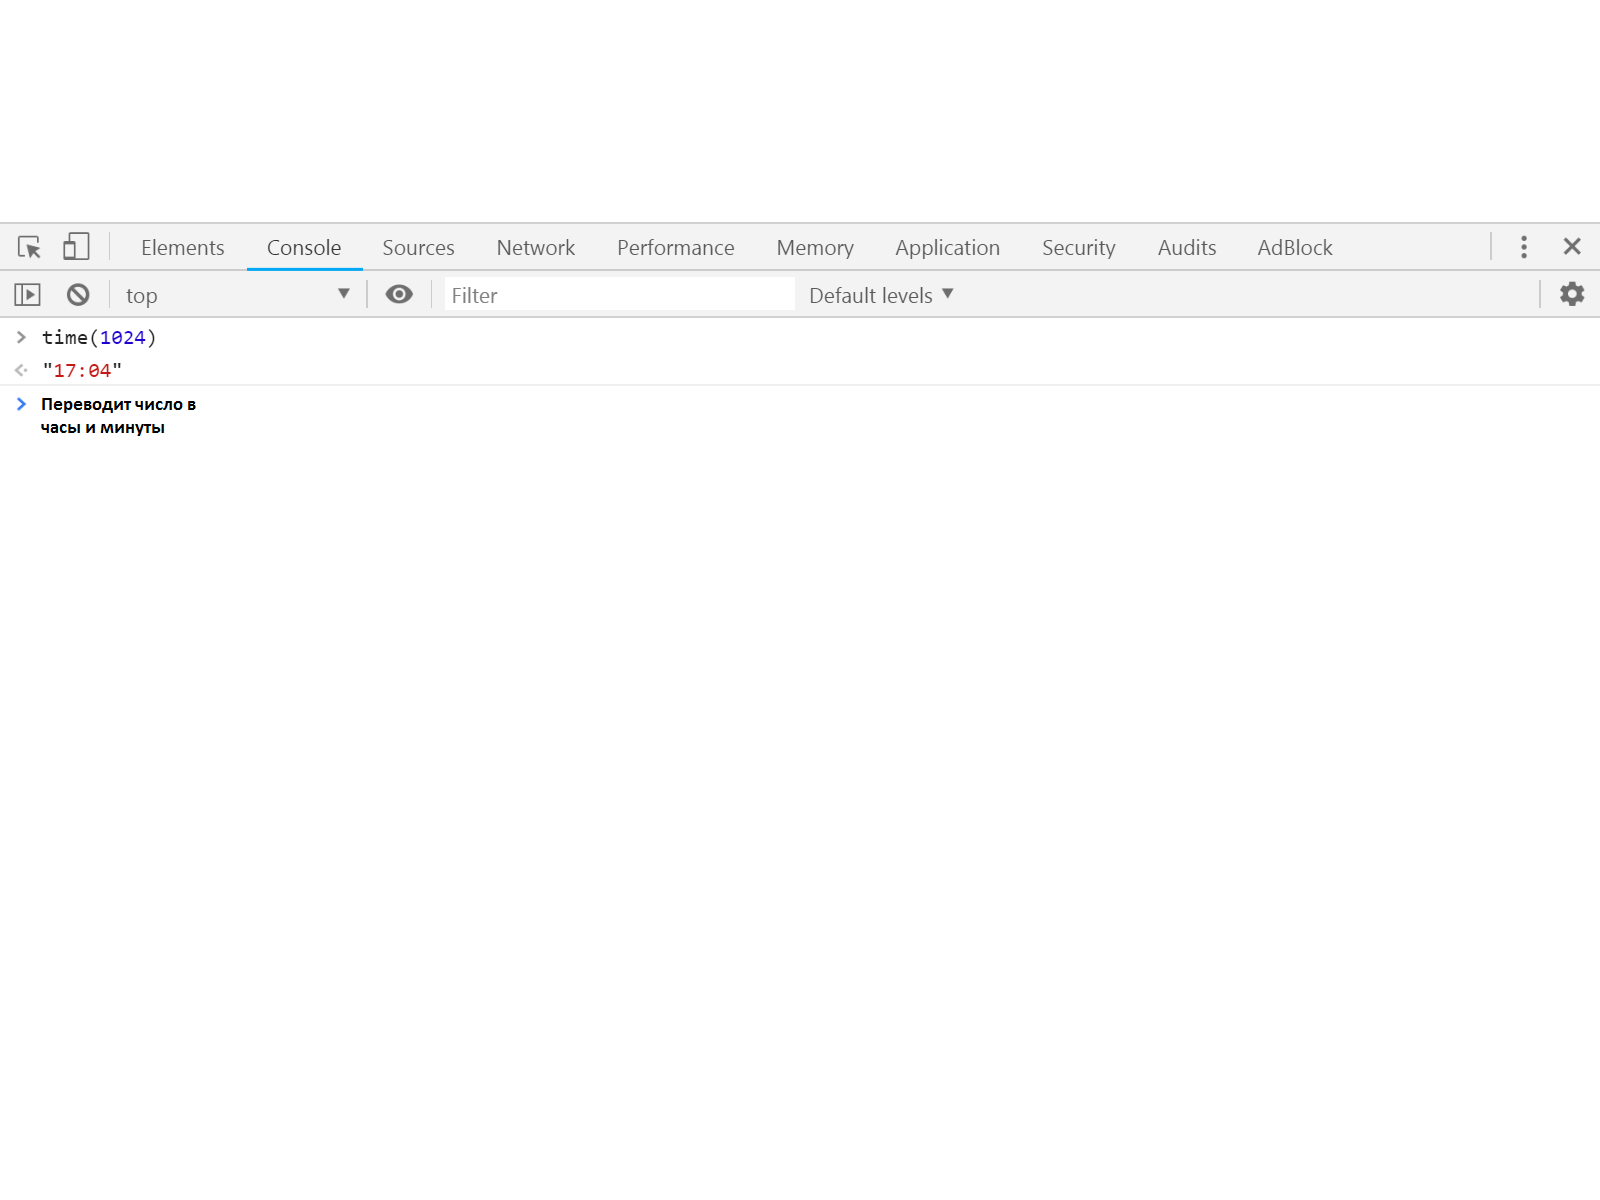 Elements Console Sources Network Performance Memory Application Security Audits AdBlock
top Filter Default levels
time(1024)
"17:04"
Переводит число в
часы и минуты